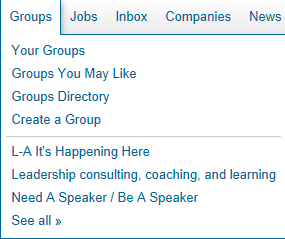 Groups Jobs Inbox Companies News
Your Groups
Groups You May Like
Groups Directory
Create a Group
L-A It's Happening Here
Leadership consulting, coaching, and learning
Need A Speaker / Be A Speaker
See all »